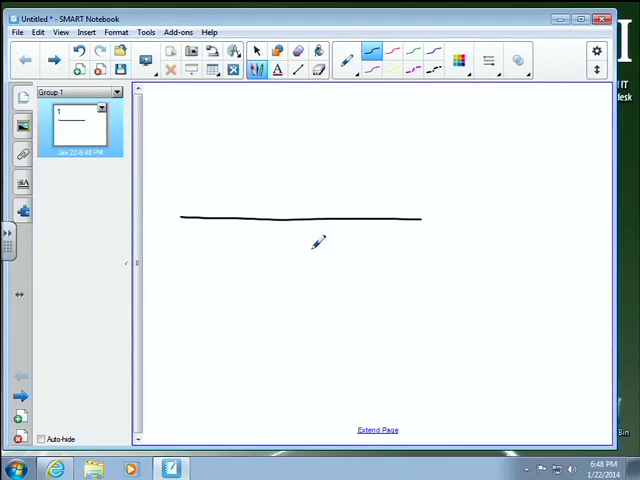 Untitled * - SMART Notebook
File Edit View Insert Format Tools Add-ons Help
Group 1
1
Jan 22-6:48 PM
Extend Page
Auto-hide
6:48 PM
1/22/2014